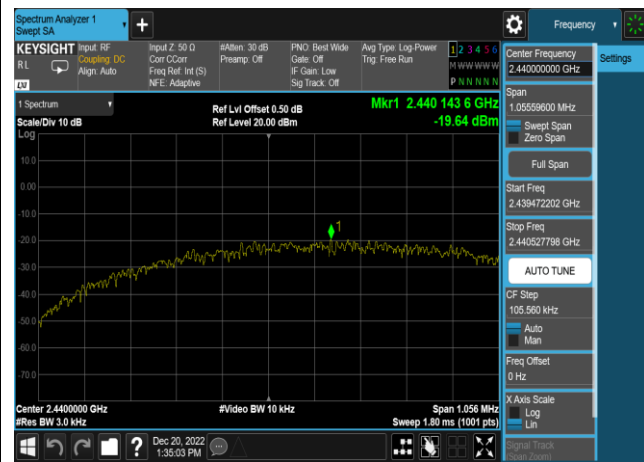 Spectrum Analyzer 1
Swept SA
Frequency
KEYSIGHT
RL
LXI
Input: RF
Coupling: DC
Align: Auto
Input Z: 50 Ω
Corr CCorr
Freq Ref: Int (S)
NFE: Adaptive
#Atten: 30 dB
Preamp: Off
PNO: Best Wide
Gate: Off
IF Gain: Low
Sig Track: Off
Avg Type: Log-Power
Trig: Free Run
1 2 3 4 5 6
M W W W W W
P N N N N N
1 Spectrum
Scale/Div 10 dB
Ref Lvl Offset 0.50 dB
Ref Level 20.00 dBm
Mkr1 2.440 143 6 GHz
-19.64 dBm
Log
10.0
0.00
-10.0
-20.0
-30.0
-40.0
-50.0
-60.0
-70.0
1
Center 2.4400000 GHz
#Res BW 3.0 kHz
#Video BW 10 kHz
Span 1.056 MHz
Sweep 1.80 ms (1001 pts)
Dec 20, 2022
1:35:03 PM
Center Frequency
2.440000000 GHz
Span
1.05559600 MHz
Swept Span
Zero Span
Full Span
Start Freq
2.439472202 GHz
Stop Freq
2.440527798 GHz
AUTO TUNE
CF Step
105.560 kHz
Auto
Man
Freq Offset
0 Hz
X Axis Scale
Log
Lin
Signal Track
(Span Zoom)
Settings